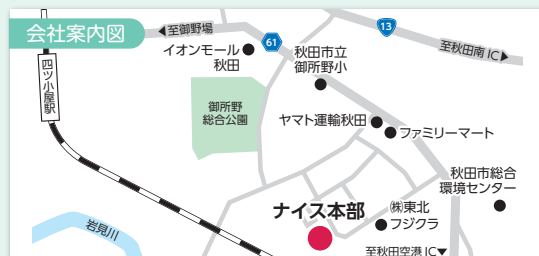 会社案内図
◀至御野場
13
61
至秋田南IC▶
イオンモール
秋田
秋田市立
御所野小
四ツ小屋駅
御所野
総合公園
ヤマト運輸秋田
ファミリーマート
秋田市総合
環境センター
ナイス本部
㈱東北
フジクラ
岩見川
至秋田空港IC▼